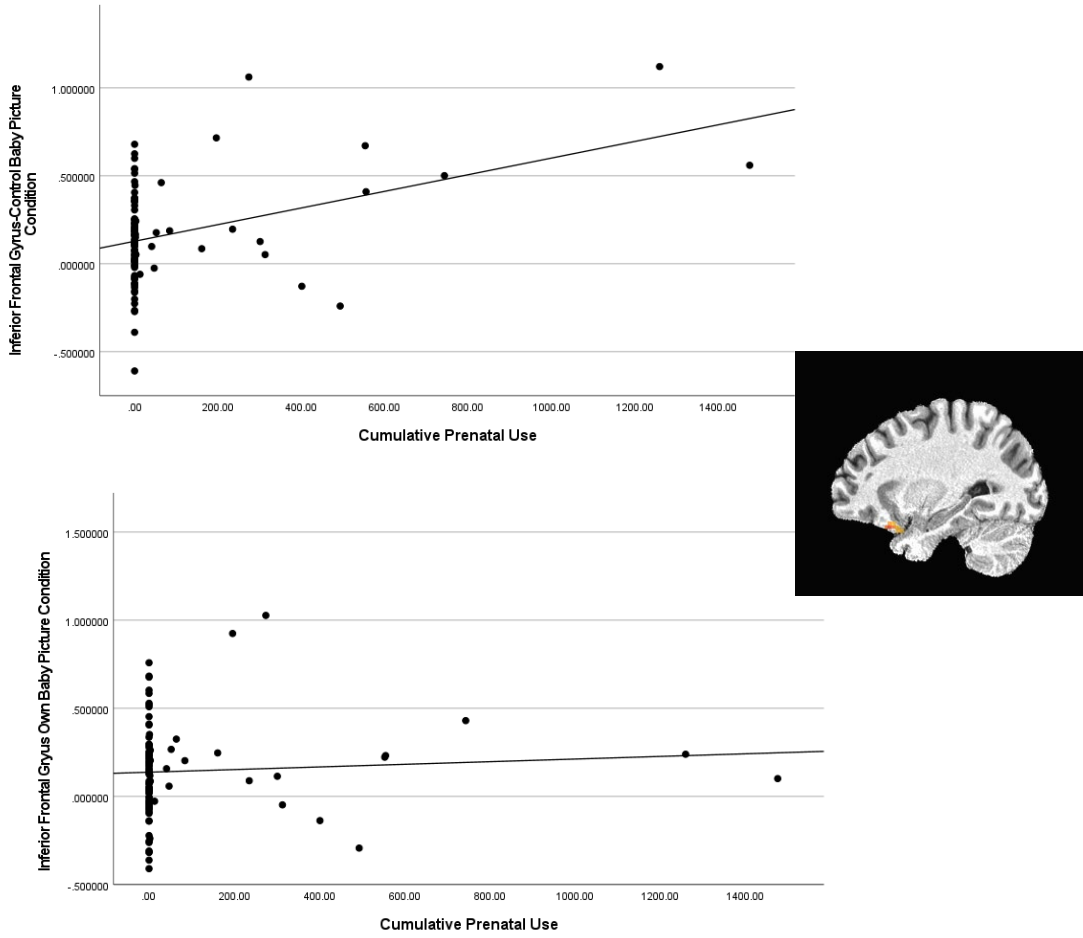 Inferior Frontal Gyrus-Control Baby Picture
Condition
1.000000
.500000
.000000
-.500000
.00 200.00 400.00 600.00 800.00 1000.00 1200.00 1400.00
Cumulative Prenatal Use
Inferior Frontal Gryus Own Baby Picture Condition
1.500000
1.000000
.500000
.000000
-.500000
.00 200.00 400.00 600.00 800.00 1000.00 1200.00 1400.00
Cumulative Prenatal Use